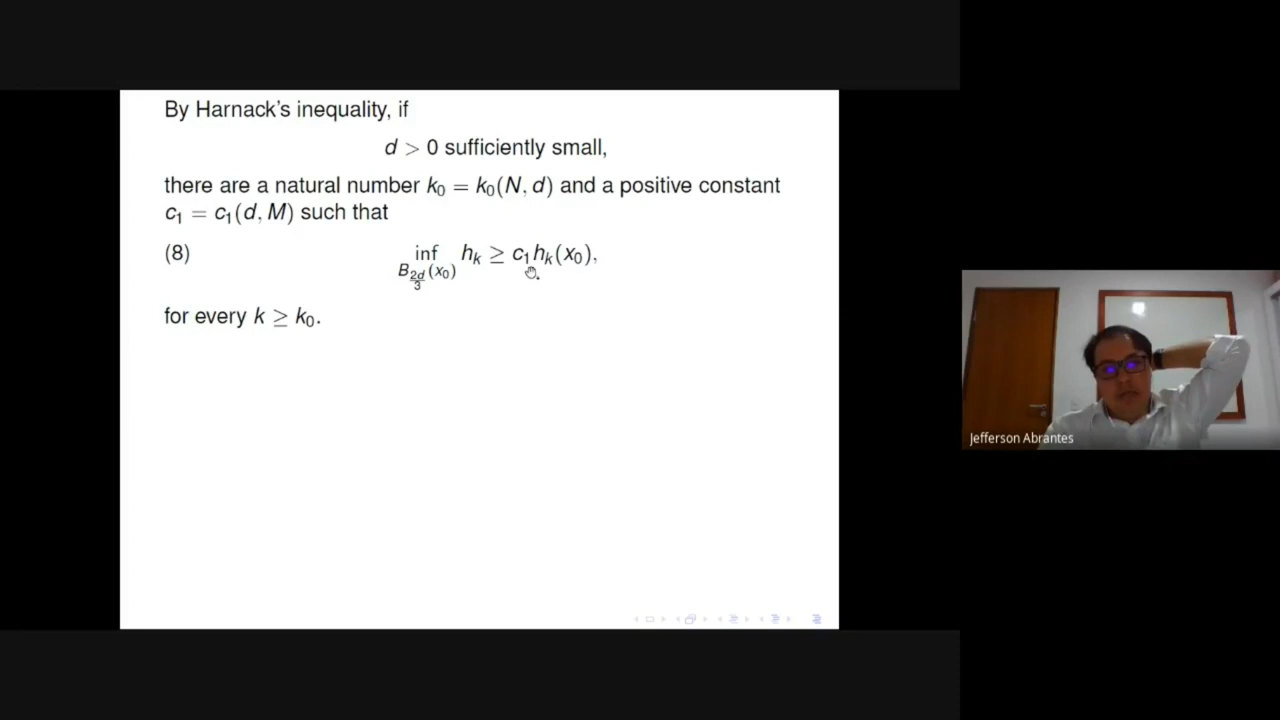 By Harnack's inequality, if
d > 0 sufficiently small,
there are a natural number k₀ = k₀(N, d) and a positive constant
c₁ = c₁(d, M) such that
(8) inf_{B_{2d/3}(x₀)} h_k ≥ c₁h_k(x₀),
for every k ≥ k₀.
Jefferson Abrantes